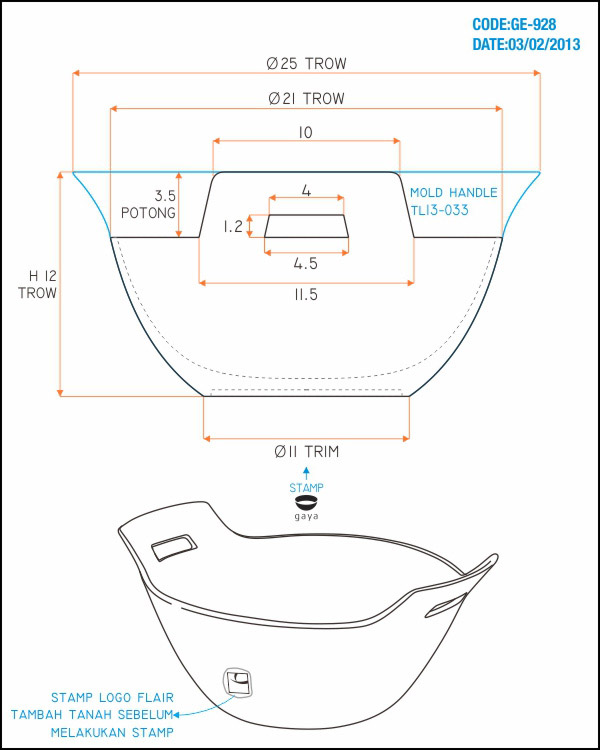 CODE:GE-928
DATE:03/02/2013
Ø25 TROW
Ø21 TROW
10
3.5
POTONG
4
MOLD HANDLE
TL13-033
1.2
4.5
H 12
TROW
11.5
Ø11 TRIM
STAMP
gaya
STAMP LOGO FLAIR
TAMBAH TANAH SEBELUM
MELAKUKAN STAMP